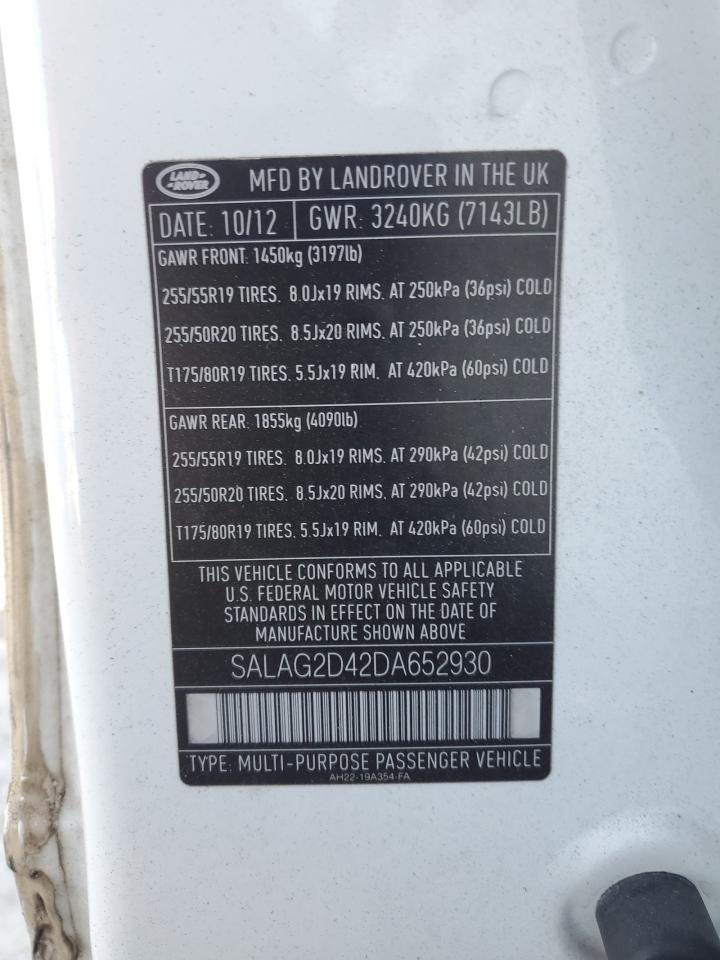 LAND ROVER MFD BY LANDROVER IN THE UK
DATE: 10/12 GWR: 3240KG (7143LB)
GAWR FRONT: 1450kg (3197lb)
255/55R19 TIRES. 8.0Jx19 RIMS. AT 250kPa (36psi) COLD
255/50R20 TIRES. 8.5Jx20 RIMS. AT 250kPa (36psi) COLD
T175/80R19 TIRES. 5.5Jx19 RIM. AT 420kPa (60psi) COLD
GAWR REAR: 1855kg (4090lb)
255/55R19 TIRES. 8.0Jx19 RIMS. AT 290kPa (42psi) COLD
255/50R20 TIRES. 8.5Jx20 RIMS. AT 290kPa (42psi) COLD
T175/80R19 TIRES. 5.5Jx19 RIM. AT 420kPa (60psi) COLD
THIS VEHICLE CONFORMS TO ALL APPLICABLE
U.S. FEDERAL MOTOR VEHICLE SAFETY
STANDARDS IN EFFECT ON THE DATE OF
MANUFACTURE SHOWN ABOVE
SALAG2D42DA652930
TYPE: MULTI-PURPOSE PASSENGER VEHICLE
AH22-19A354-FA